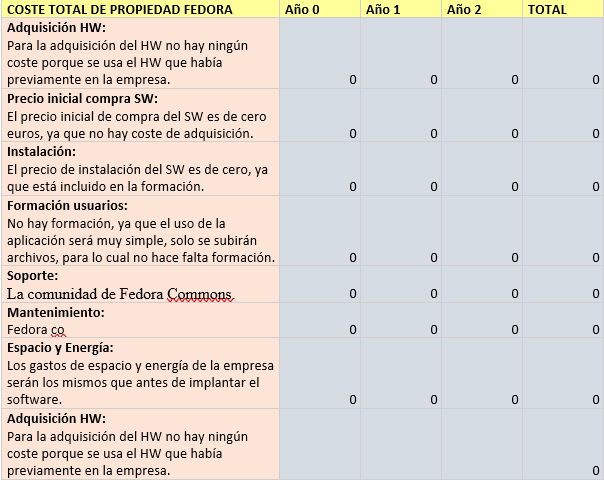 COSTE TOTAL DE PROPIEDAD FEDORA Año 0 Año 1 Año 2 TOTAL
Adquisición HW:
Para la adquisición del HW no hay ningún
coste porque se usa el HW que había
previamente en la empresa. 0 0 0 0
Precio inicial compra SW:
El precio inicial de compra del SW es de cero
euros, ya que no hay coste de adquisición. 0 0 0 0
Instalación:
El precio de instalación del SW es de cero, ya
que está incluido en la formación. 0 0 0 0
Formación usuarios:
No hay formación, ya que el uso de la
aplicación será muy simple, solo se subirán
archivos, para lo cual no hace falta formación. 0 0 0 0
Soporte:
La comunidad de Fedora Commons. 0 0 0 0
Mantenimiento:
Fedora co 0 0 0 0
Espacio y Energía:
Los gastos de espacio y energía de la empresa
serán los mismos que antes de implantar el
software. 0 0 0 0
Adquisición HW:
Para la adquisición del HW no hay ningún
coste porque se usa el HW que había
previamente en la empresa. 0